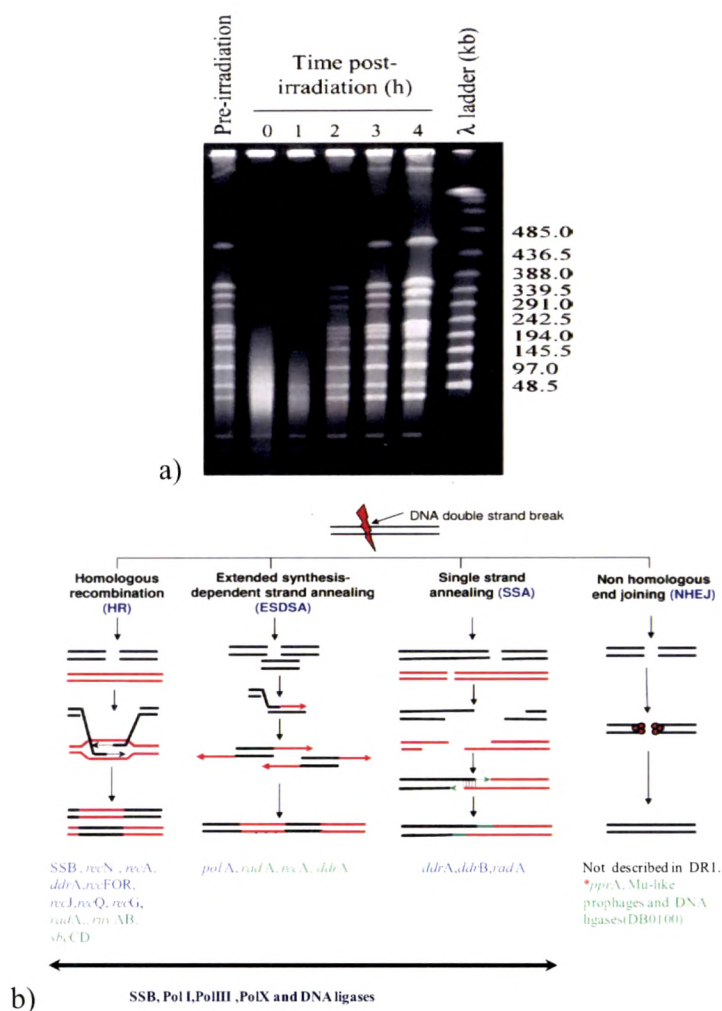 Pre-irradiation
Time post-
irradiation (h)
0 1 2 3 4
λ ladder (kb)
485.0
436.5
388.0
339.5
291.0
242.5
194.0
145.5
97.0
48.5
a)
DNA double strand break
Homologous
recombination
(HR)
Extended synthesis-
dependent strand annealing
(ESDSA)
Single strand
annealing (SSA)
Non homologous
end joining (NHEJ)
SSB, recN, recA,
ddrA, recFOR,
recJ, recQ, recG,
radA, ruvAB,
sbcCD
polA, radA, recA, ddrA
ddrA,ddrB,radA
Not described in DR1.
*pprA, Mu-like
prophages and DNA
ligases(DB0100)
b)
SSB, Pol I,PolIII ,PolX and DNA ligases